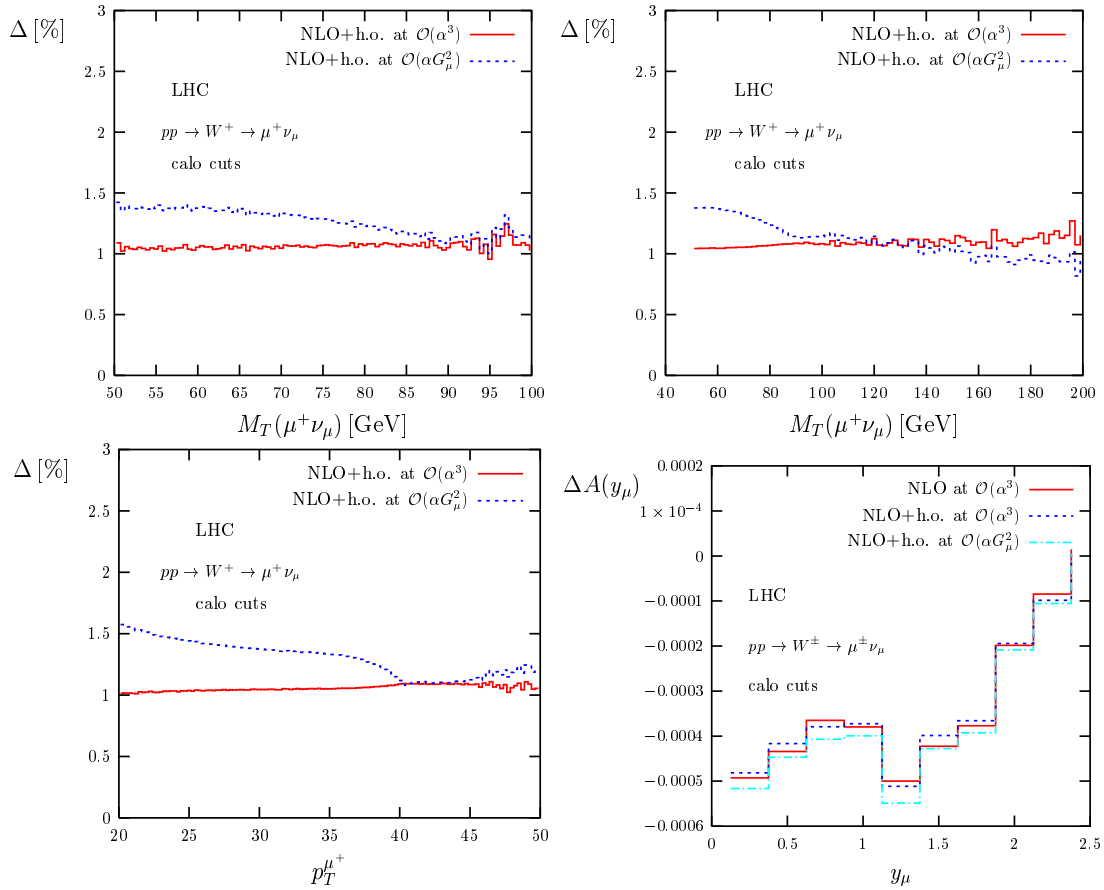 Δ [%]
3
2.5
2
1.5
1
0.5
0
NLO+h.o. at 𝒪(α³)
NLO+h.o. at 𝒪(αG²_μ)
LHC
pp → W⁺ → μ⁺ν_μ
calo cuts
50 55 60 65 70 75 80 85 90 95 100
M_T(μ⁺ν_μ) [GeV]
Δ [%]
3
2.5
2
1.5
1
0.5
0
NLO+h.o. at 𝒪(α³)
NLO+h.o. at 𝒪(αG²_μ)
LHC
pp → W⁺ → μ⁺ν_μ
calo cuts
40 60 80 100 120 140 160 180 200
M_T(μ⁺ν_μ) [GeV]
Δ [%]
3
2.5
2
1.5
1
0.5
0
NLO+h.o. at 𝒪(α³)
NLO+h.o. at 𝒪(αG²_μ)
LHC
pp → W⁺ → μ⁺ν_μ
calo cuts
20 25 30 35 40 45 50
p_T^{μ⁺}
ΔA(y_μ)
0.0002
1 × 10⁻⁴
0
−0.0001
−0.0002
−0.0003
−0.0004
−0.0005
−0.0006
NLO at 𝒪(α³)
NLO+h.o. at 𝒪(α³)
NLO+h.o. at 𝒪(αG²_μ)
LHC
pp → W^± → μ^±ν_μ
calo cuts
0 0.5 1 1.5 2 2.5
y_μ